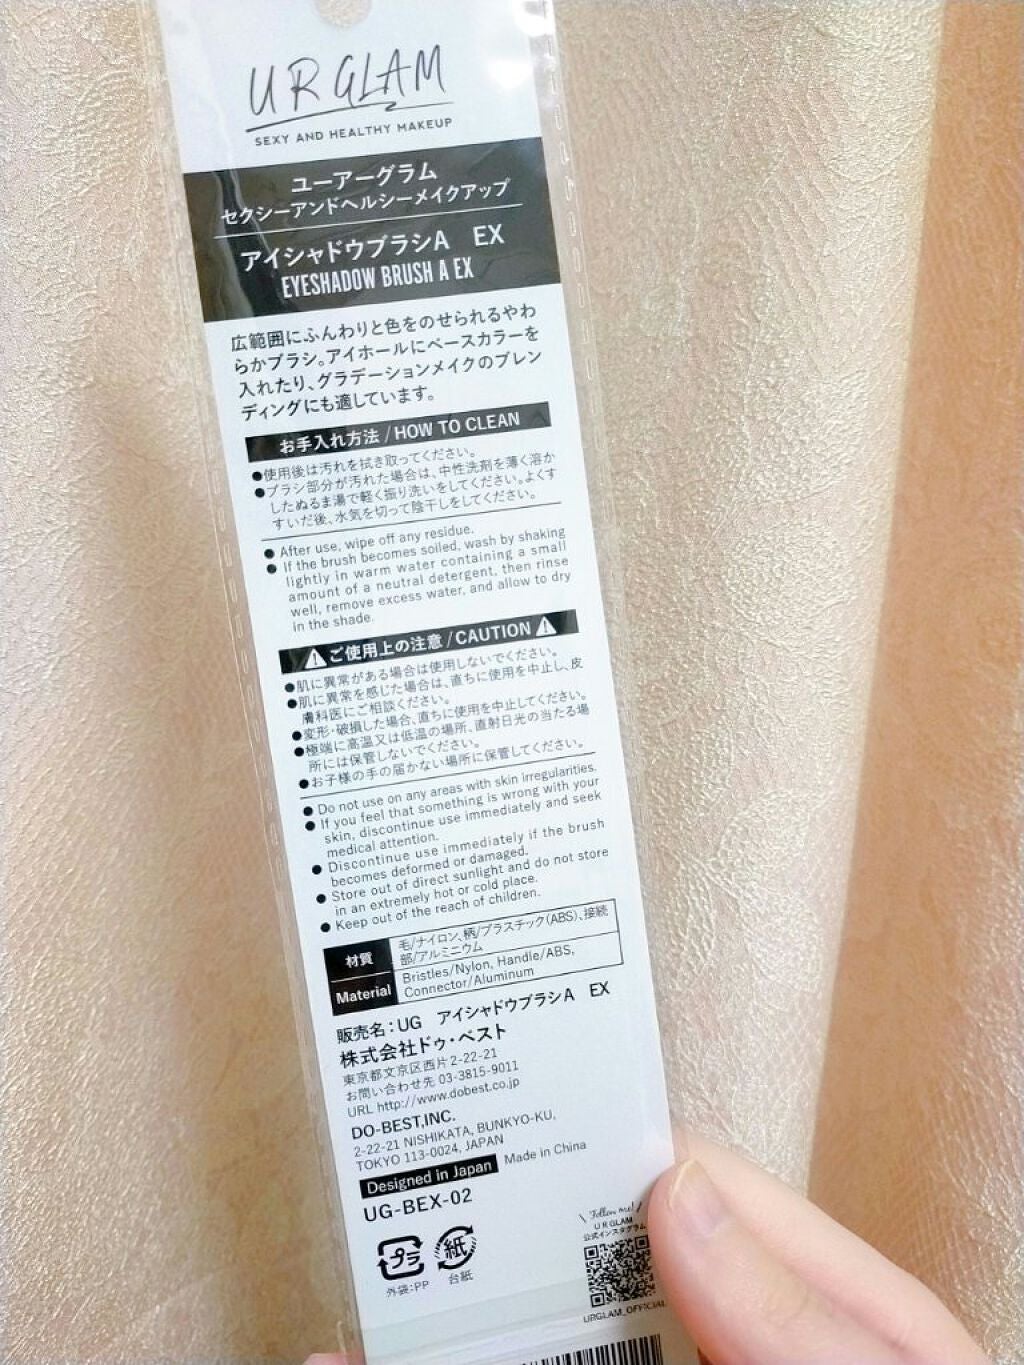 UR GLAM
SEXY AND HEALTHY MAKEUP
ユーアーグラム
セクシーアンドヘルシーメイクアップ
アイシャドウブラシA EX
EYESHADOW BRUSH A EX
広範囲にふんわりと色をのせられるやわ
らかブラシ。アイホールにベースカラーを
入れたり、グラデーションメイクのブレン
ディングにも適しています。
お手入れ方法 / HOW TO CLEAN
●使用後は汚れを拭き取ってください。
●ブラシ部分が汚れた場合は、中性洗剤を薄く溶か
したぬるま湯で軽く振り洗いをしてください。よくす
すいだ後、水気を切って陰干しをしてください。
● After use, wipe off any residue.
● If the brush becomes soiled, wash by shaking
lightly in warm water containing a small
amount of a neutral detergent, then rinse
well, remove excess water, and allow to dry
in the shade.
ご使用上の注意 / CAUTION
●肌に異常がある場合は使用しないでください。
●肌に異常を感じた場合は、直ちに使用を中止し、皮
膚科医にご相談ください。
●変形・破損した場合、直ちに使用を中止してください。
●極端に高温又は低温の場所、直射日光の当たる場
所には保管しないでください。
●お子様の手の届かない場所に保管してください。
● Do not use on any areas with skin irregularities.
● If you feel that something is wrong with your
skin, discontinue use immediately and seek
medical attention.
● Discontinue use immediately if the brush
becomes deformed or damaged.
● Store out of direct sunlight and do not store
in an extremely hot or cold place.
● Keep out of the reach of children.
材質 毛/ナイロン、柄/プラスチック(ABS)、接続
部/アルミニウム
Material Bristles/Nylon, Handle/ABS,
Connector/Aluminum
販売名：UG アイシャドウブラシA EX
株式会社ドゥ・ベスト
東京都文京区西片2-22-21
お問い合わせ先 03-3815-9011
URL http://www.dobest.co.jp
DO-BEST,INC.
2-22-21 NISHIKATA, BUNKYO-KU,
TOKYO 113-0024, JAPAN
Designed in Japan Made in China
UG-BEX-02
プラ
外袋:PP
紙
台紙
\ Follow me! /
UR GLAM
公式インスタグラム
URGLAM_OFFICIAL